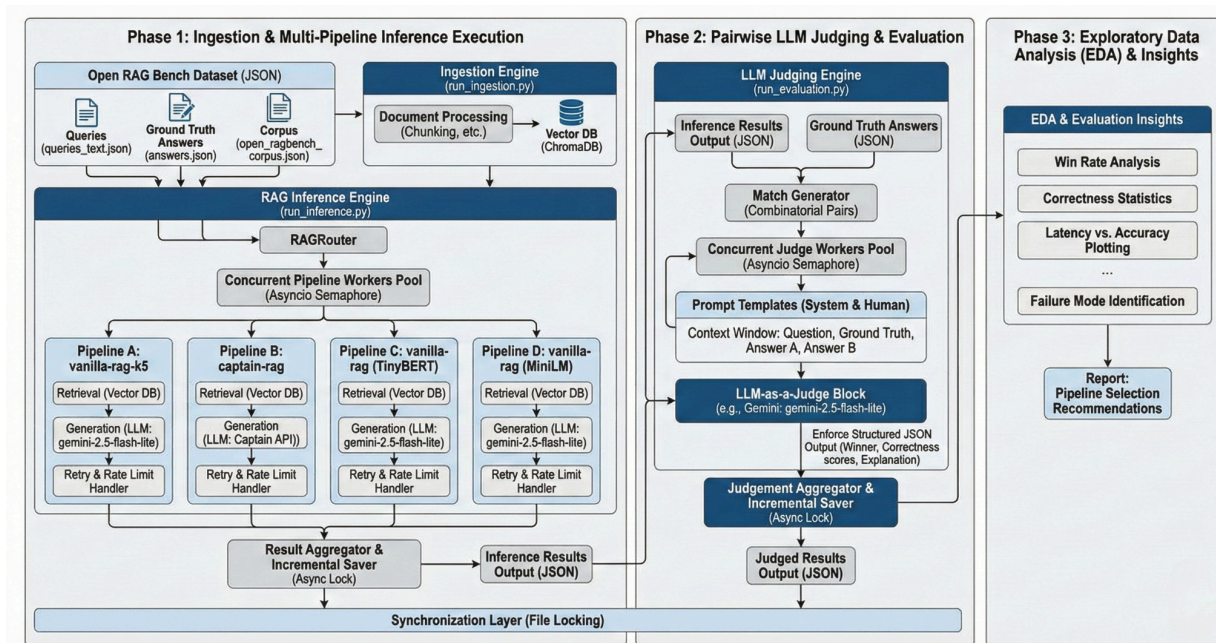 Phase 1: Ingestion & Multi-Pipeline Inference Execution
Open RAG Bench Dataset (JSON)
Queries
(queries_text.json)
Ground Truth
Answers
(answers.json)
Corpus
(open_ragbench_
corpus.json)
Ingestion Engine
(run_ingestion.py)
Document Processing
(Chunking, etc.)
Vector DB
(ChromaDB)
RAG Inference Engine
(run_inference.py)
RAGRouter
Concurrent Pipeline Workers Pool
(Asyncio Semaphore)
Pipeline A:
vanilla-rag-k5
Retrieval (Vector DB)
Generation (LLM:
gemini-2.5-flash-lite)
Retry & Rate Limit
Handler
Pipeline B:
captain-rag
Retrieval (Vector DB)
Generation
(LLM: Captain API))
Retry & Rate Limit
Handler
Pipeline C: vanilla-
rag (TinyBERT)
Retrieval (Vector DB)
Generation (LLM:
gemini-2.5-flash-lite)
Retry & Rate Limit
Handler
Pipeline D: vanilla-
rag (MiniLM)
Retrieval (Vector DB)
Generation (LLM:
gemini-2.5-flash-lite)
Retry & Rate Limit
Handler
Result Aggregator &
Incremental Saver
(Async Lock)
Inference Results
Output (JSON)
Phase 2: Pairwise LLM Judging & Evaluation
LLM Judging Engine
(run_evaluation.py)
Inference Results
Output (JSON)
Ground Truth Answers
(JSON)
Match Generator
(Combinatorial Pairs)
Concurrent Judge Workers Pool
(Asyncio Semaphore)
Prompt Templates (System & Human)
Context Window: Question, Ground Truth,
Answer A, Answer B
LLM-as-a-Judge Block
(e.g., Gemini: gemini-2.5-flash-lite)
Enforce Structured JSON
Output (Winner, Correctness
scores, Explanation)
Judgement Aggregator &
Incremental Saver
(Async Lock)
Judged Results
Output (JSON)
Synchronization Layer (File Locking)
Phase 3: Exploratory Data
Analysis (EDA) & Insights
EDA & Evaluation Insights
Win Rate Analysis
Correctness Statistics
Latency vs. Accuracy
Plotting
...
Failure Mode Identification
Report:
Pipeline Selection
Recommendations